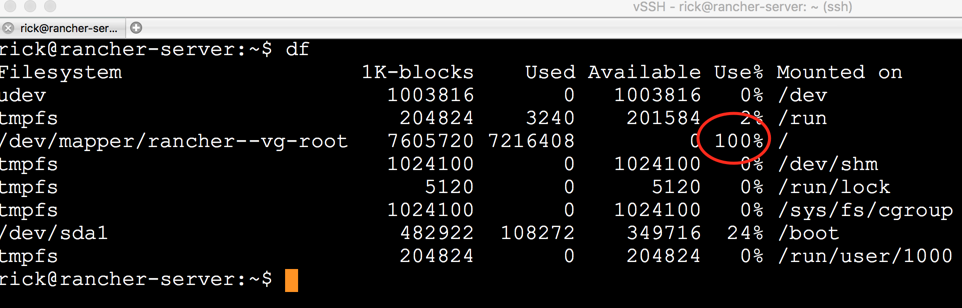 vSSH - rick@rancher-server: ~ (ssh)
rick@rancher-ser...
rick@rancher-server:~$ df
Filesystem 1K-blocks Used Available Use% Mounted on
udev 1003816 0 1003816 0% /dev
tmpfs 204824 3240 201584 2% /run
/dev/mapper/rancher--vg-root 7605720 7216408 0 100% /
tmpfs 1024100 0 1024100 0% /dev/shm
tmpfs 5120 0 5120 0% /run/lock
tmpfs 1024100 0 1024100 0% /sys/fs/cgroup
/dev/sda1 482922 108272 349716 24% /boot
tmpfs 204824 0 204824 0% /run/user/1000
rick@rancher-server:~$